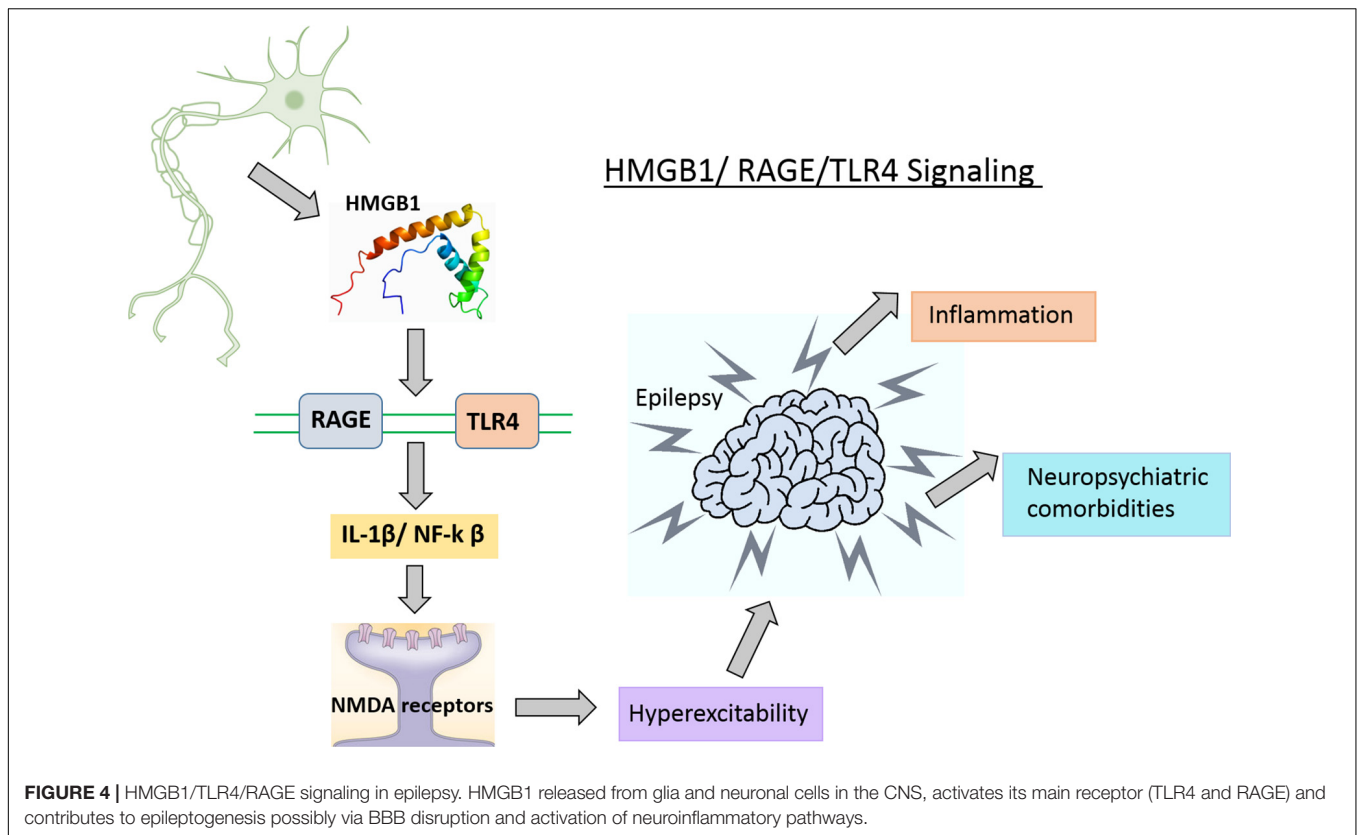 HMGB1/ RAGE/TLR4 Signaling
HMGB1
RAGE
TLR4
IL-1β/ NF-k β
NMDA receptors
Hyperexcitability
Epilepsy
Inflammation
Neuropsychiatric
comorbidities
FIGURE 4 | HMGB1/TLR4/RAGE signaling in epilepsy. HMGB1 released from glia and neuronal cells in the CNS, activates its main receptor (TLR4 and RAGE) and
contributes to epileptogenesis possibly via BBB disruption and activation of neuroinflammatory pathways.